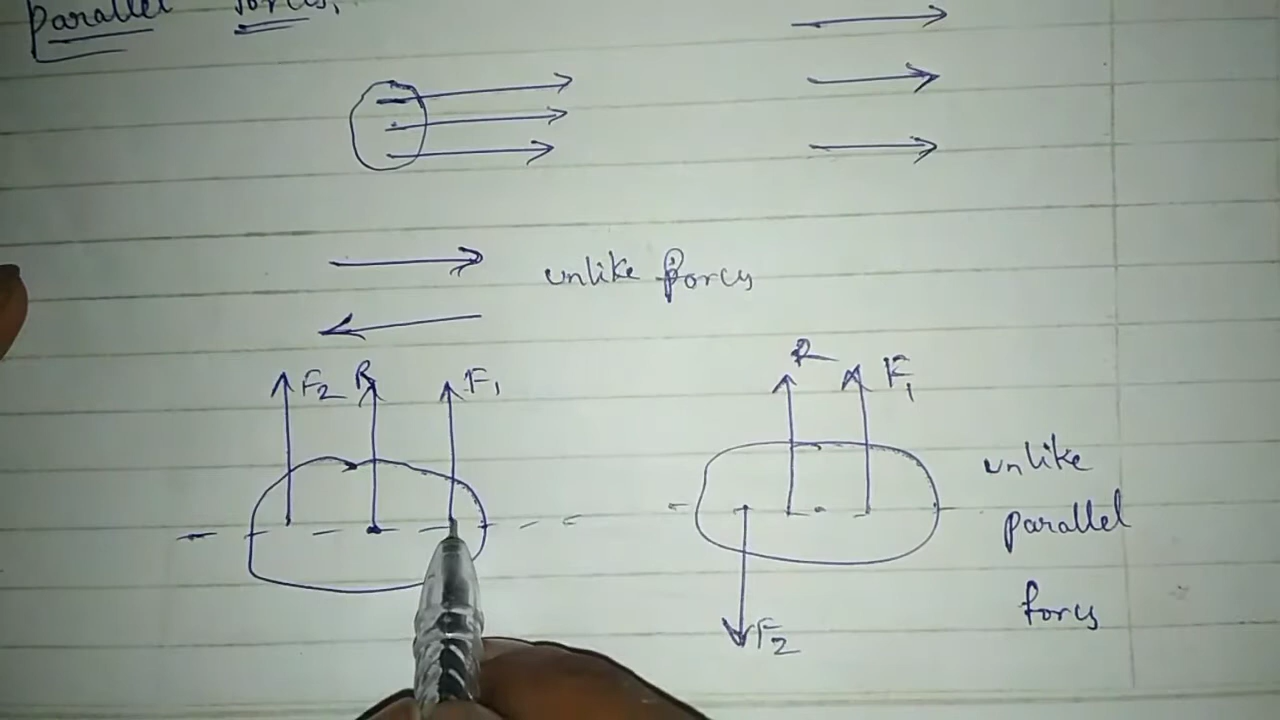 Parallel forces,
unlike forcs
F2 R F1
R F1
unlike
parallel
forcs
F2